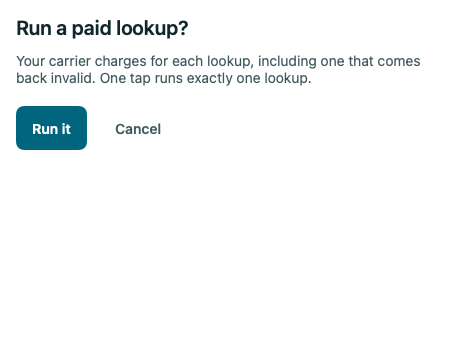 Run a paid lookup?
Your carrier charges for each lookup, including one that comes
back invalid. One tap runs exactly one lookup.
Run it
Cancel